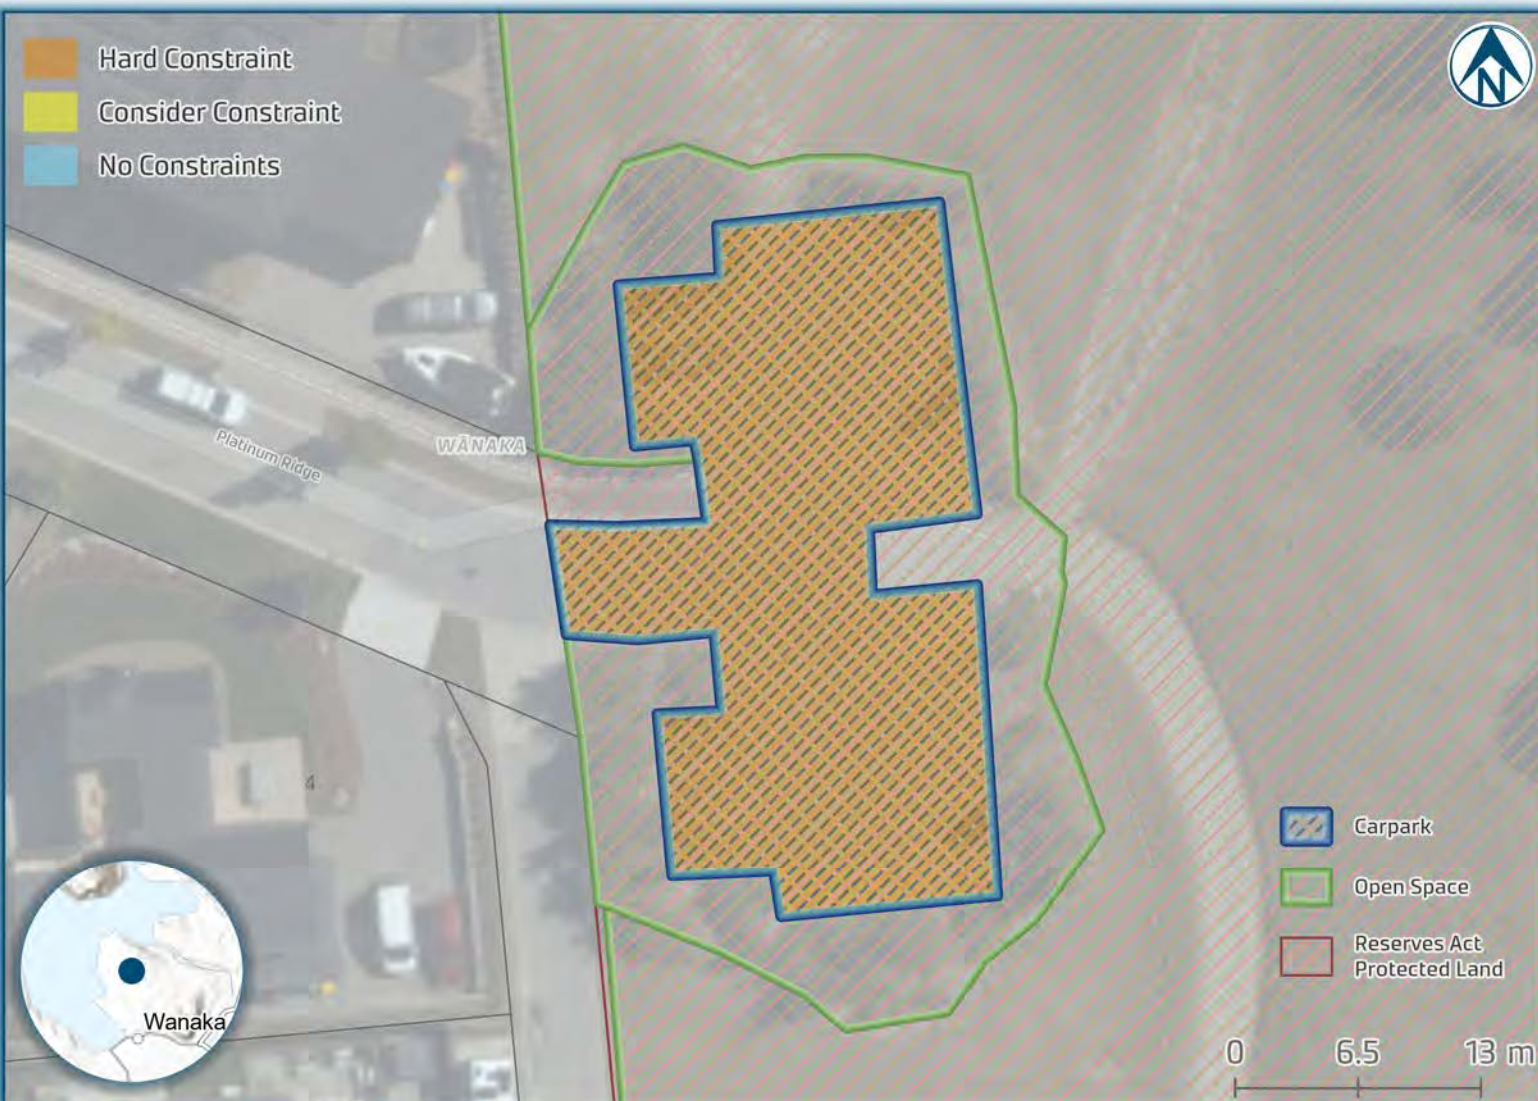 Hard Constraint
Consider Constraint
No Constraints
N
Platinum Ridge
WĀNAKA
4
Carpark
Open Space
Reserves Act
Protected Land
Wanaka
0 6.5 13 m